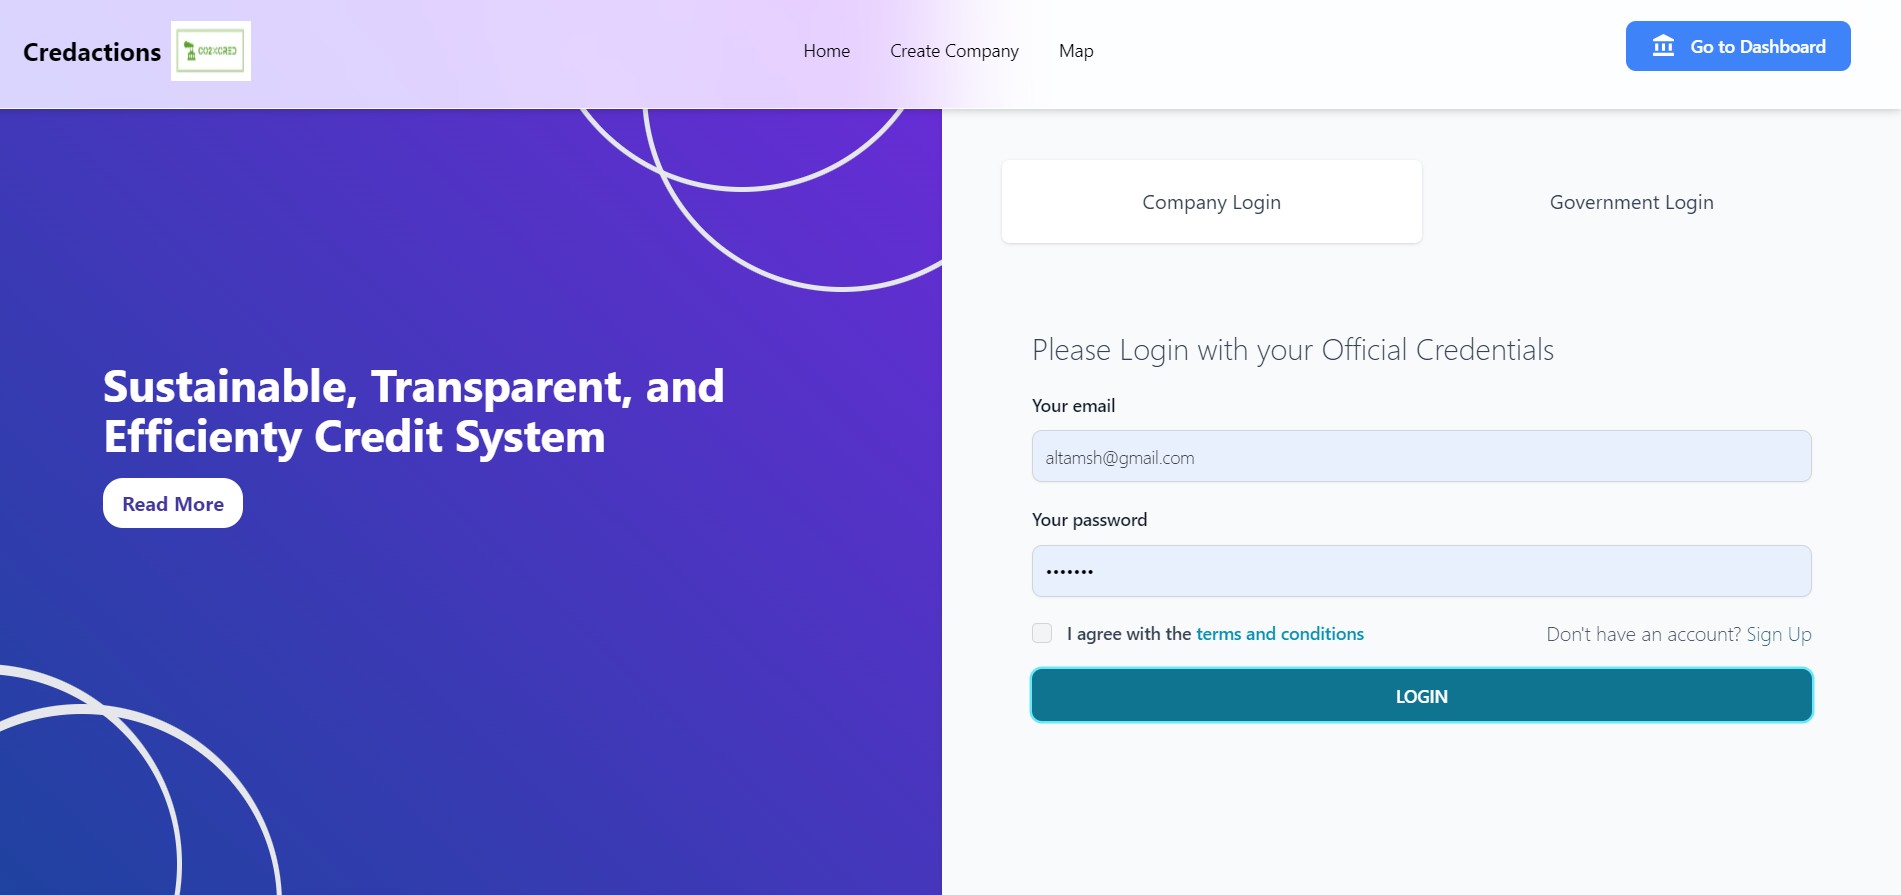 Credactions
CO2XCRED
Home
Create Company
Map
Go to Dashboard
Sustainable, Transparent, and
Efficienty Credit System
Read More
Company Login
Government Login
Please Login with your Official Credentials
Your email
altamsh@gmail.com
Your password
•••••••
I agree with the terms and conditions
Don't have an account? Sign Up
LOGIN